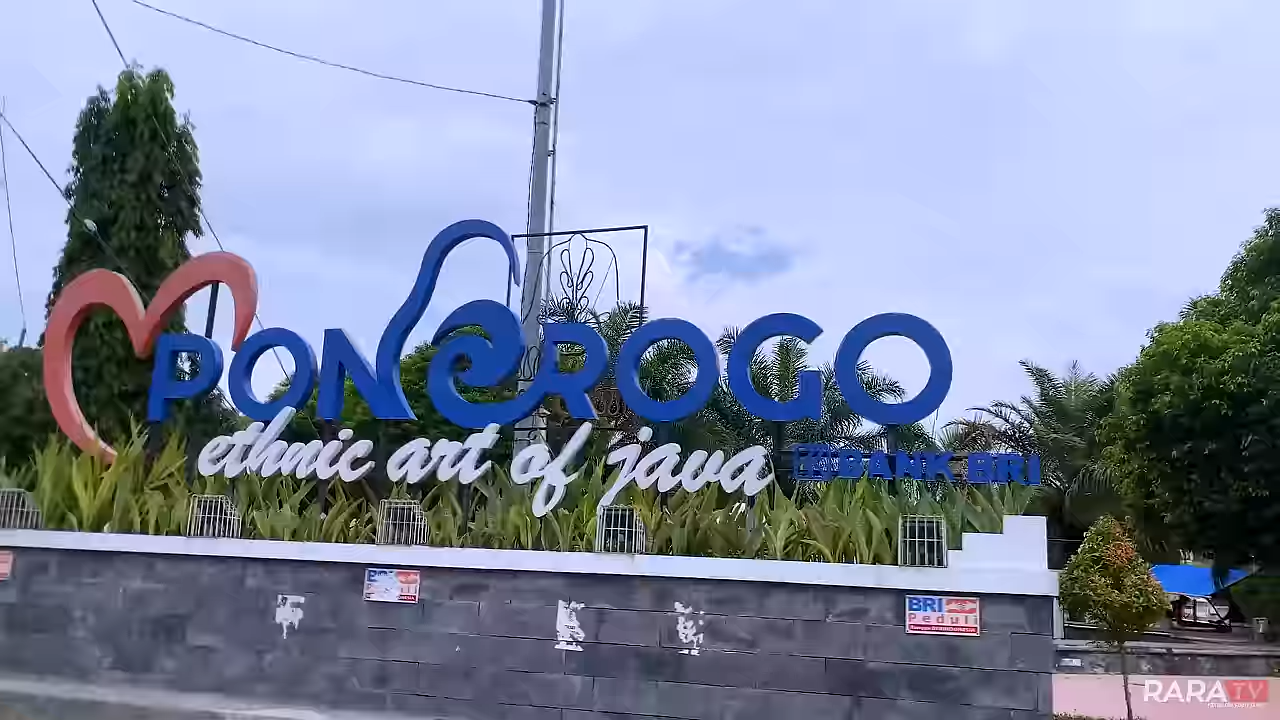 PONOROGO
ethnic art of java
BANK BRI
BRI
Peduli
RARATV